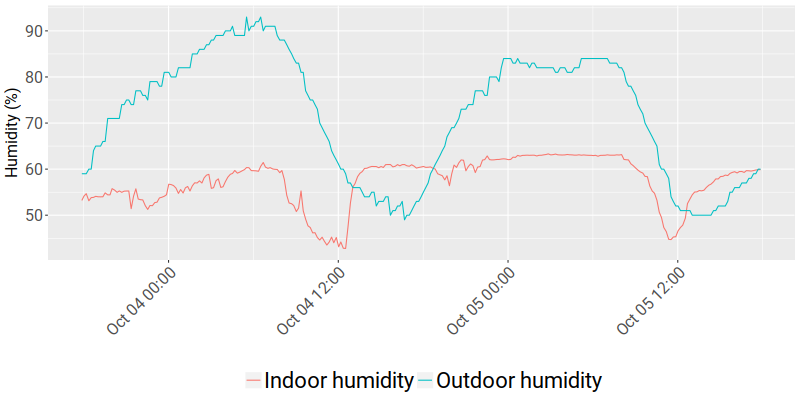 Humidity (%)
90
80
70
60
50
Oct 04 00:00
Oct 04 12:00
Oct 05 00:00
Oct 05 12:00
Indoor humidity
Outdoor humidity